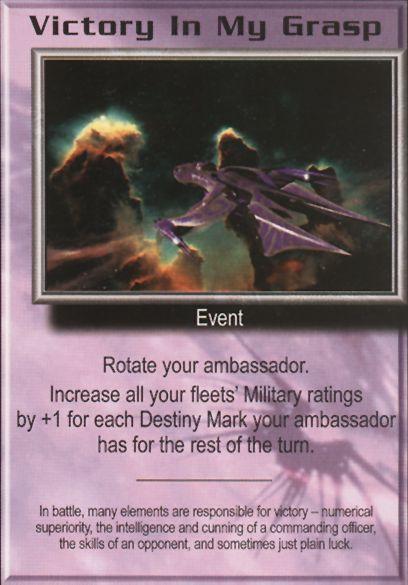 Victory In My Grasp
Event
Rotate your ambassador.
Increase all your fleets' Military ratings
by +1 for each Destiny Mark your ambassador
has for the rest of the turn.
In battle, many elements are responsible for victory – numerical
superiority, the intelligence and cunning of a commanding officer,
the skills of an opponent, and sometimes just plain luck.